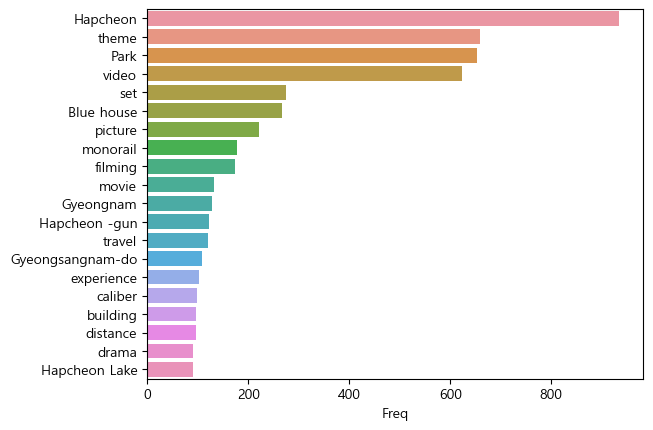 Hapcheon
theme
Park
video
set
Blue house
picture
monorail
filming
movie
Gyeongnam
Hapcheon -gun
travel
Gyeongsangnam-do
experience
caliber
building
distance
drama
Hapcheon Lake
0 200 400 600 800
Freq